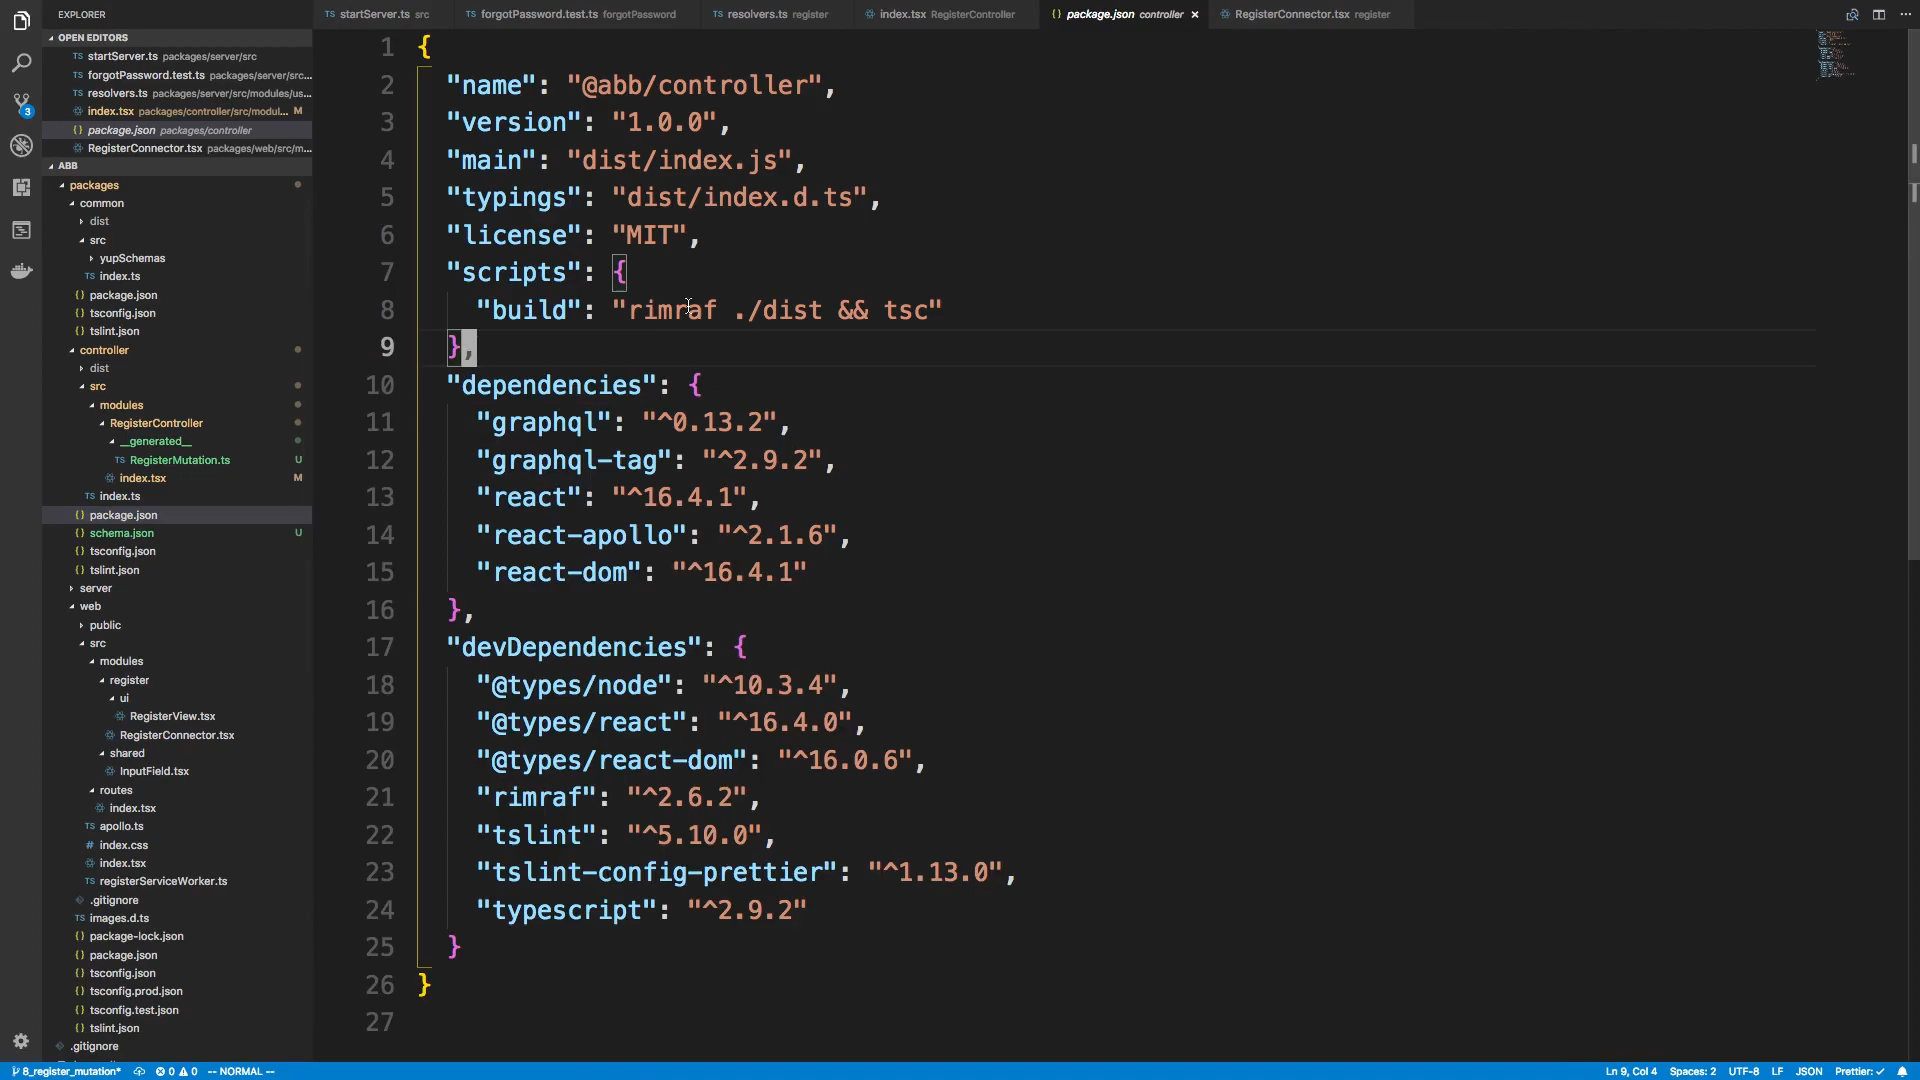 EXPLORER
OPEN EDITORS
TS startServer.ts packages/server/src
TS forgotPassword.test.ts packages/server/src...
TS resolvers.ts packages/server/src/modules/us...
index.tsx packages/controller/src/modul... M
{} package.json packages/controller
RegisterConnector.tsx packages/web/src/m...
ABB
packages
common
dist
src
yupSchemas
TS index.ts
{} package.json
{} tsconfig.json
{} tslint.json
controller
dist
src
modules
RegisterController
__generated__
TS RegisterMutation.ts U
index.tsx M
TS index.ts
{} package.json
{} schema.json U
{} tsconfig.json
{} tslint.json
server
web
public
src
modules
register
ui
RegisterView.tsx
RegisterConnector.tsx
shared
InputField.tsx
routes
index.tsx
TS apollo.ts
# index.css
index.tsx
TS registerServiceWorker.ts
.gitignore
TS images.d.ts
{} package-lock.json
{} package.json
{} tsconfig.json
{} tsconfig.prod.json
{} tsconfig.test.json
{} tslint.json
.gitignore
3
TS startServer.ts src
TS forgotPassword.test.ts forgotPassword
TS resolvers.ts register
index.tsx RegisterController
{} package.json controller ×
RegisterConnector.tsx register
1 {
2 "name": "@abb/controller",
3 "version": "1.0.0",
4 "main": "dist/index.js",
5 "typings": "dist/index.d.ts",
6 "license": "MIT",
7 "scripts": {
8 "build": "rimraf ./dist && tsc"
9 },
10 "dependencies": {
11 "graphql": "^0.13.2",
12 "graphql-tag": "^2.9.2",
13 "react": "^16.4.1",
14 "react-apollo": "^2.1.6",
15 "react-dom": "^16.4.1"
16 },
17 "devDependencies": {
18 "@types/node": "^10.3.4",
19 "@types/react": "^16.4.0",
20 "@types/react-dom": "^16.0.6",
21 "rimraf": "^2.6.2",
22 "tslint": "^5.10.0",
23 "tslint-config-prettier": "^1.13.0",
24 "typescript": "^2.9.2"
25 }
26 }
27
8_register_mutation* 0 0 -- NORMAL --
Ln 9, Col 4 Spaces: 2 UTF-8 LF JSON Prettier: ✓